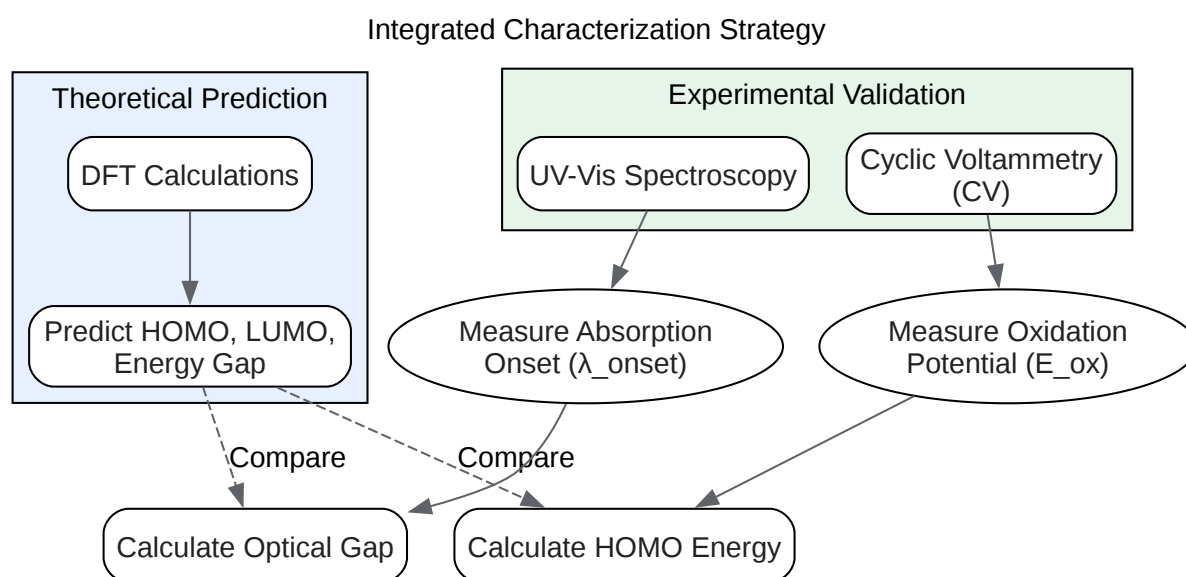 Integrated Characterization Strategy
Theoretical Prediction
Experimental Validation
DFT Calculations
UV-Vis Spectroscopy
Cyclic Voltammetry
(CV)
Predict HOMO, LUMO,
Energy Gap
Measure Absorption
Onset (λ_onset)
Measure Oxidation
Potential (E_ox)
Compare
Compare
Calculate Optical Gap
Calculate HOMO Energy